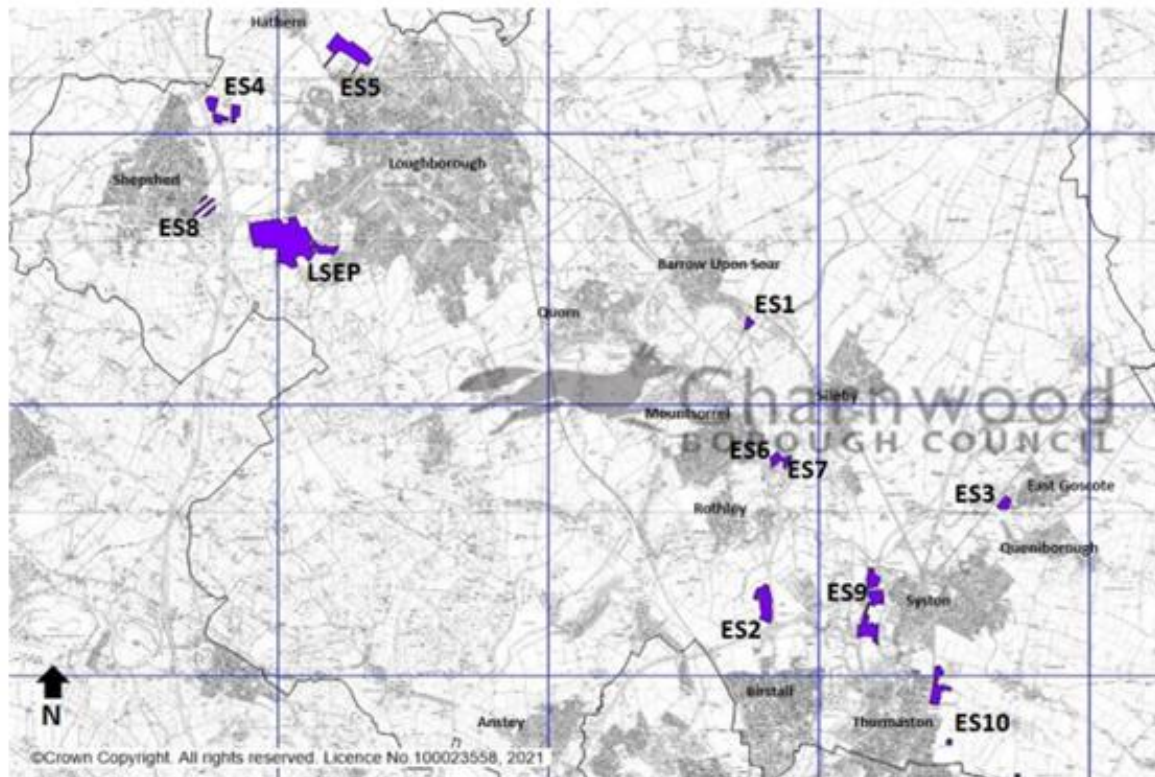 Hathern
ES4
ES5
Loughborough
Shepshed
ES8
LSEP
Barrow Upon Soar
ES1
Quorn
Charnwood
Sileby
Mountsorrel
BOROUGH COUNCIL
ES6
ES7
ES3
East Goscote
Rothley
Queniborough
ES9
Syston
ES2
N
Birstall
Anstey
Thurmaston
ES10
©Crown Copyright. All rights reserved. Licence No 100023558, 2021